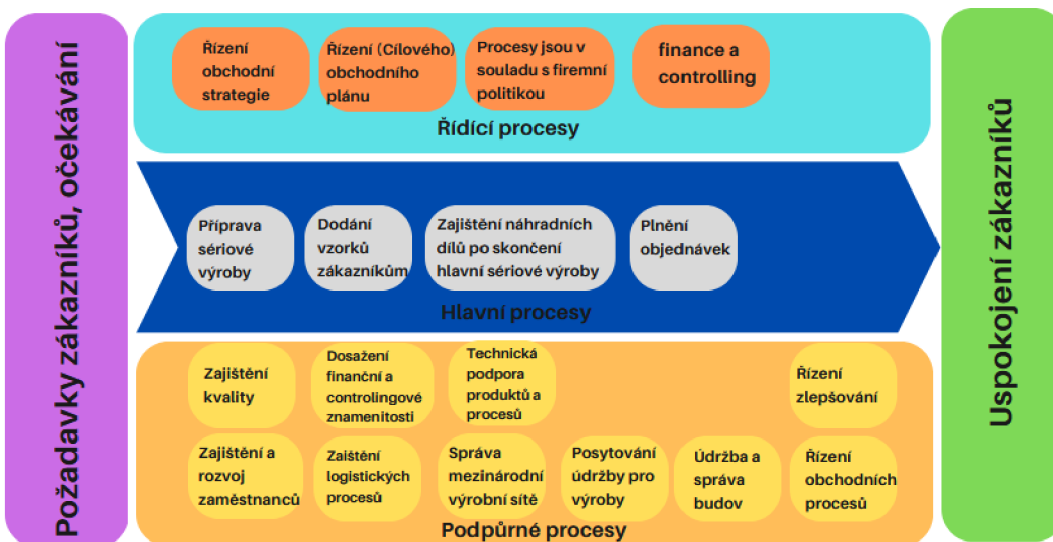 Požadavky zákazníků, očekávání
Řízení
obchodní
strategie
Řízení (Cílového)
obchodního
plánu
Procesy jsou v
souladu s firemní
politikou
finance a
controlling
Řídící procesy
Příprava
sériové
výroby
Dodání
vzorků
zákazníkům
Zajištění náhradních
dílů po skončení
hlavní sériové výroby
Plnění
objednávek
Hlavní procesy
Zajištění
kvality
Dosažení
finanční a
controlingové
znamenitosti
Technická
podpora
produktů a
procesů
Řízení
zlepšování
Zajištění a
rozvoj
zaměstnanců
Zaištění
logistických
procesů
Správa
mezinárodní
výrobní sítě
Posytování
údržby pro
výroby
Údržba a
správa
budov
Řízení
obchodních
procesů
Podpůrné procesy
Uspokojení zákazníků